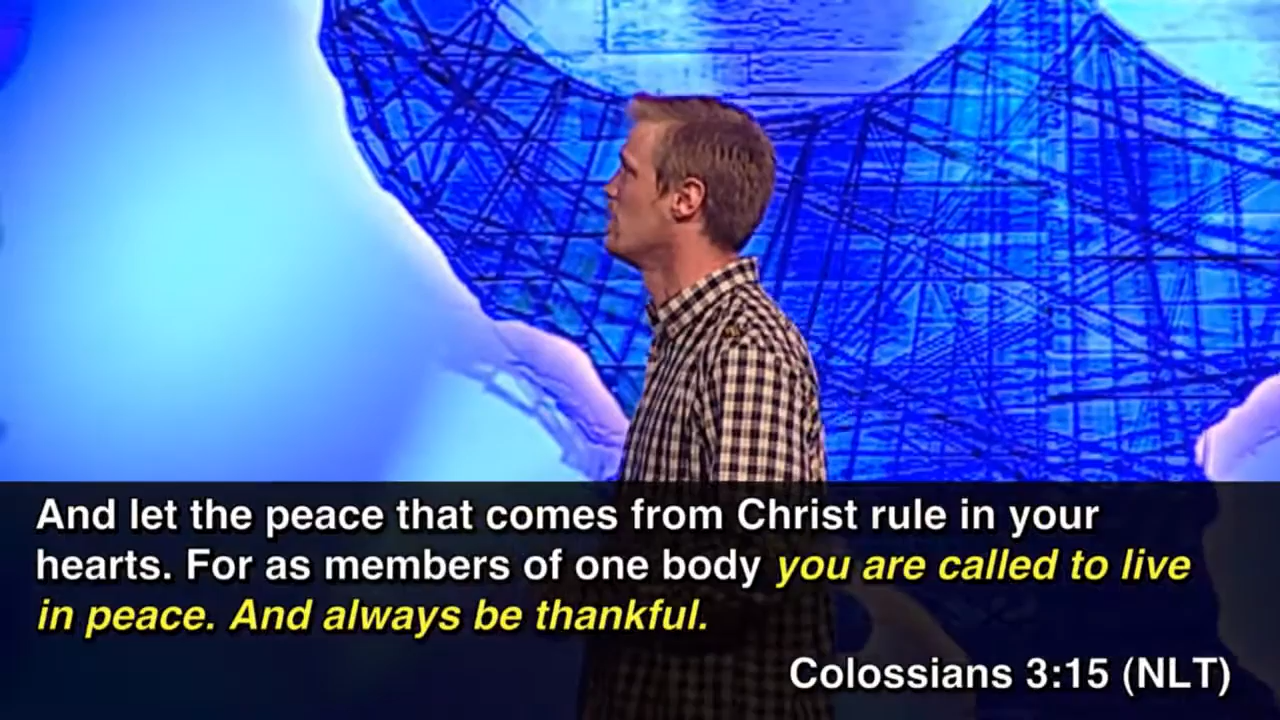 And let the peace that comes from Christ rule in your
hearts. For as members of one body you are called to live
in peace. And always be thankful.
Colossians 3:15 (NLT)